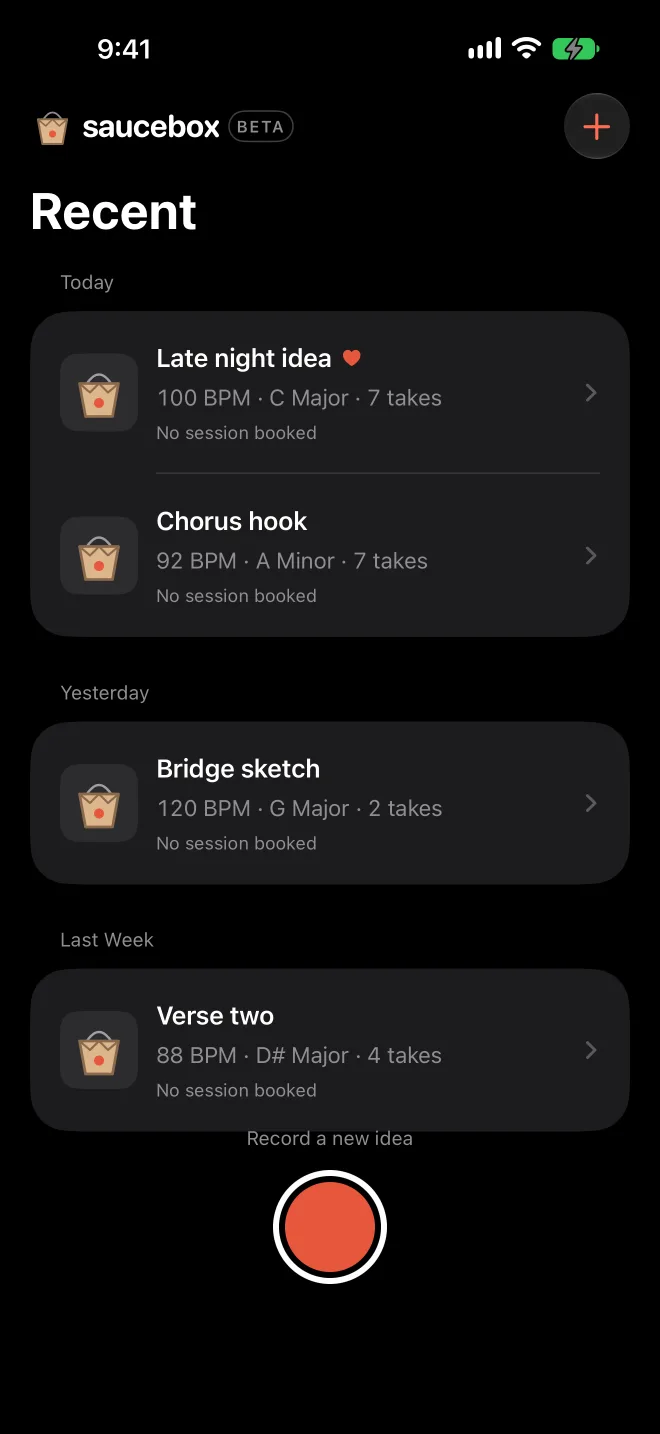 9:41
saucebox BETA
Recent
Today
Late night idea
100 BPM · C Major · 7 takes
No session booked
Chorus hook
92 BPM · A Minor · 7 takes
No session booked
Yesterday
Bridge sketch
120 BPM · G Major · 2 takes
No session booked
Last Week
Verse two
88 BPM · D# Major · 4 takes
No session booked
Record a new idea